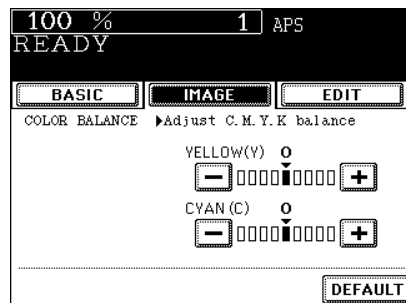 100 % 1 APS
READY
BASIC IMAGE EDIT
COLOR BALANCE ▶Adjust C.M.Y.K balance
YELLOW(Y) 0
− +
CYAN(C) 0
− +
DEFAULT